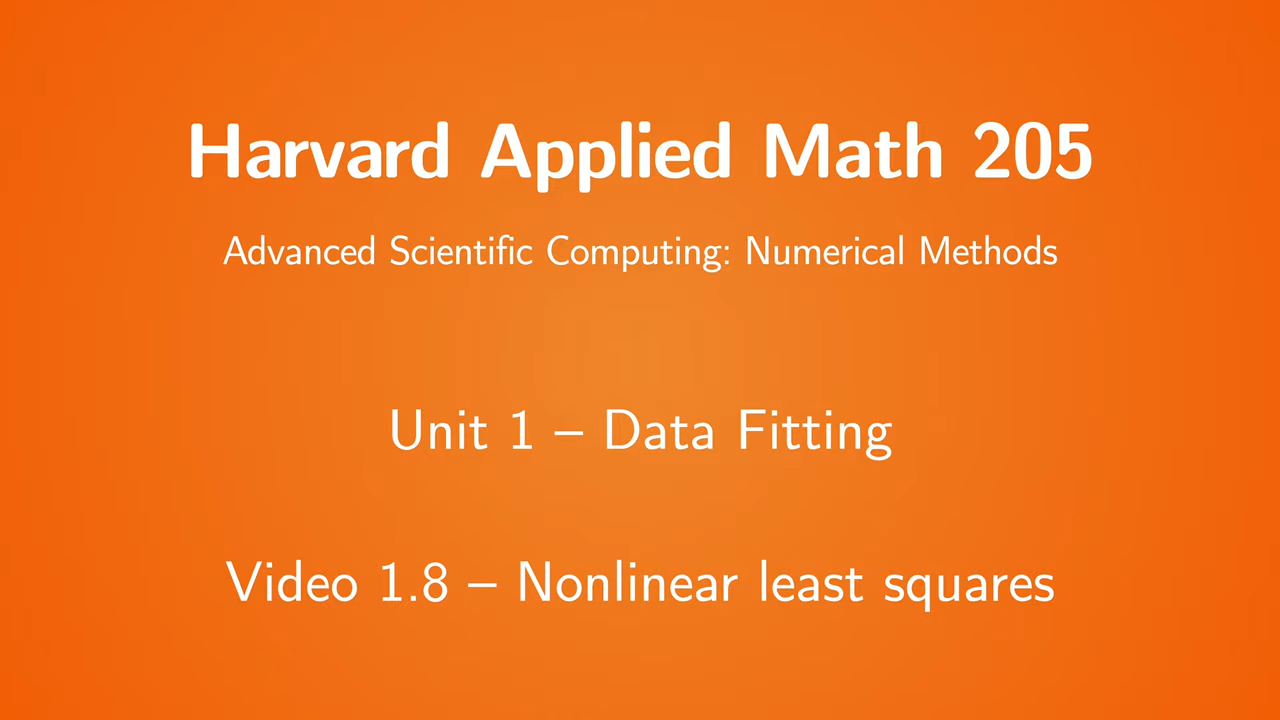 Harvard Applied Math 205
Advanced Scientific Computing: Numerical Methods
Unit 1 – Data Fitting
Video 1.8 – Nonlinear least squares